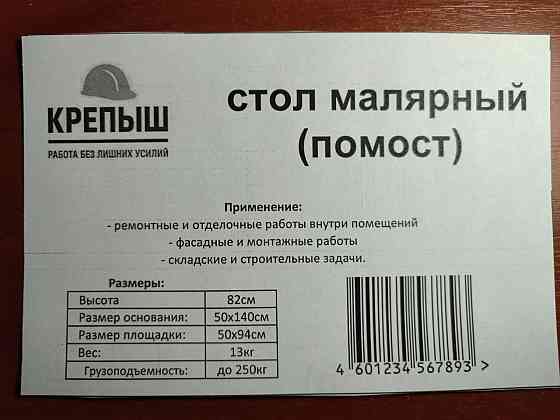 КРЕПЫШ
РАБОТА БЕЗ ЛИШНИХ УСИЛИЙ
стол малярный
(помост)
Применение:
- ремонтные и отделочные работы внутри помещений
- фасадные и монтажные работы
- складские и строительные задачи.
Размеры:
Высота 82см
Размер основания: 50х140см
Размер площадки: 50х94см
Вес: 13кг
Грузоподъемность: до 250кг
4 601234 567893 >